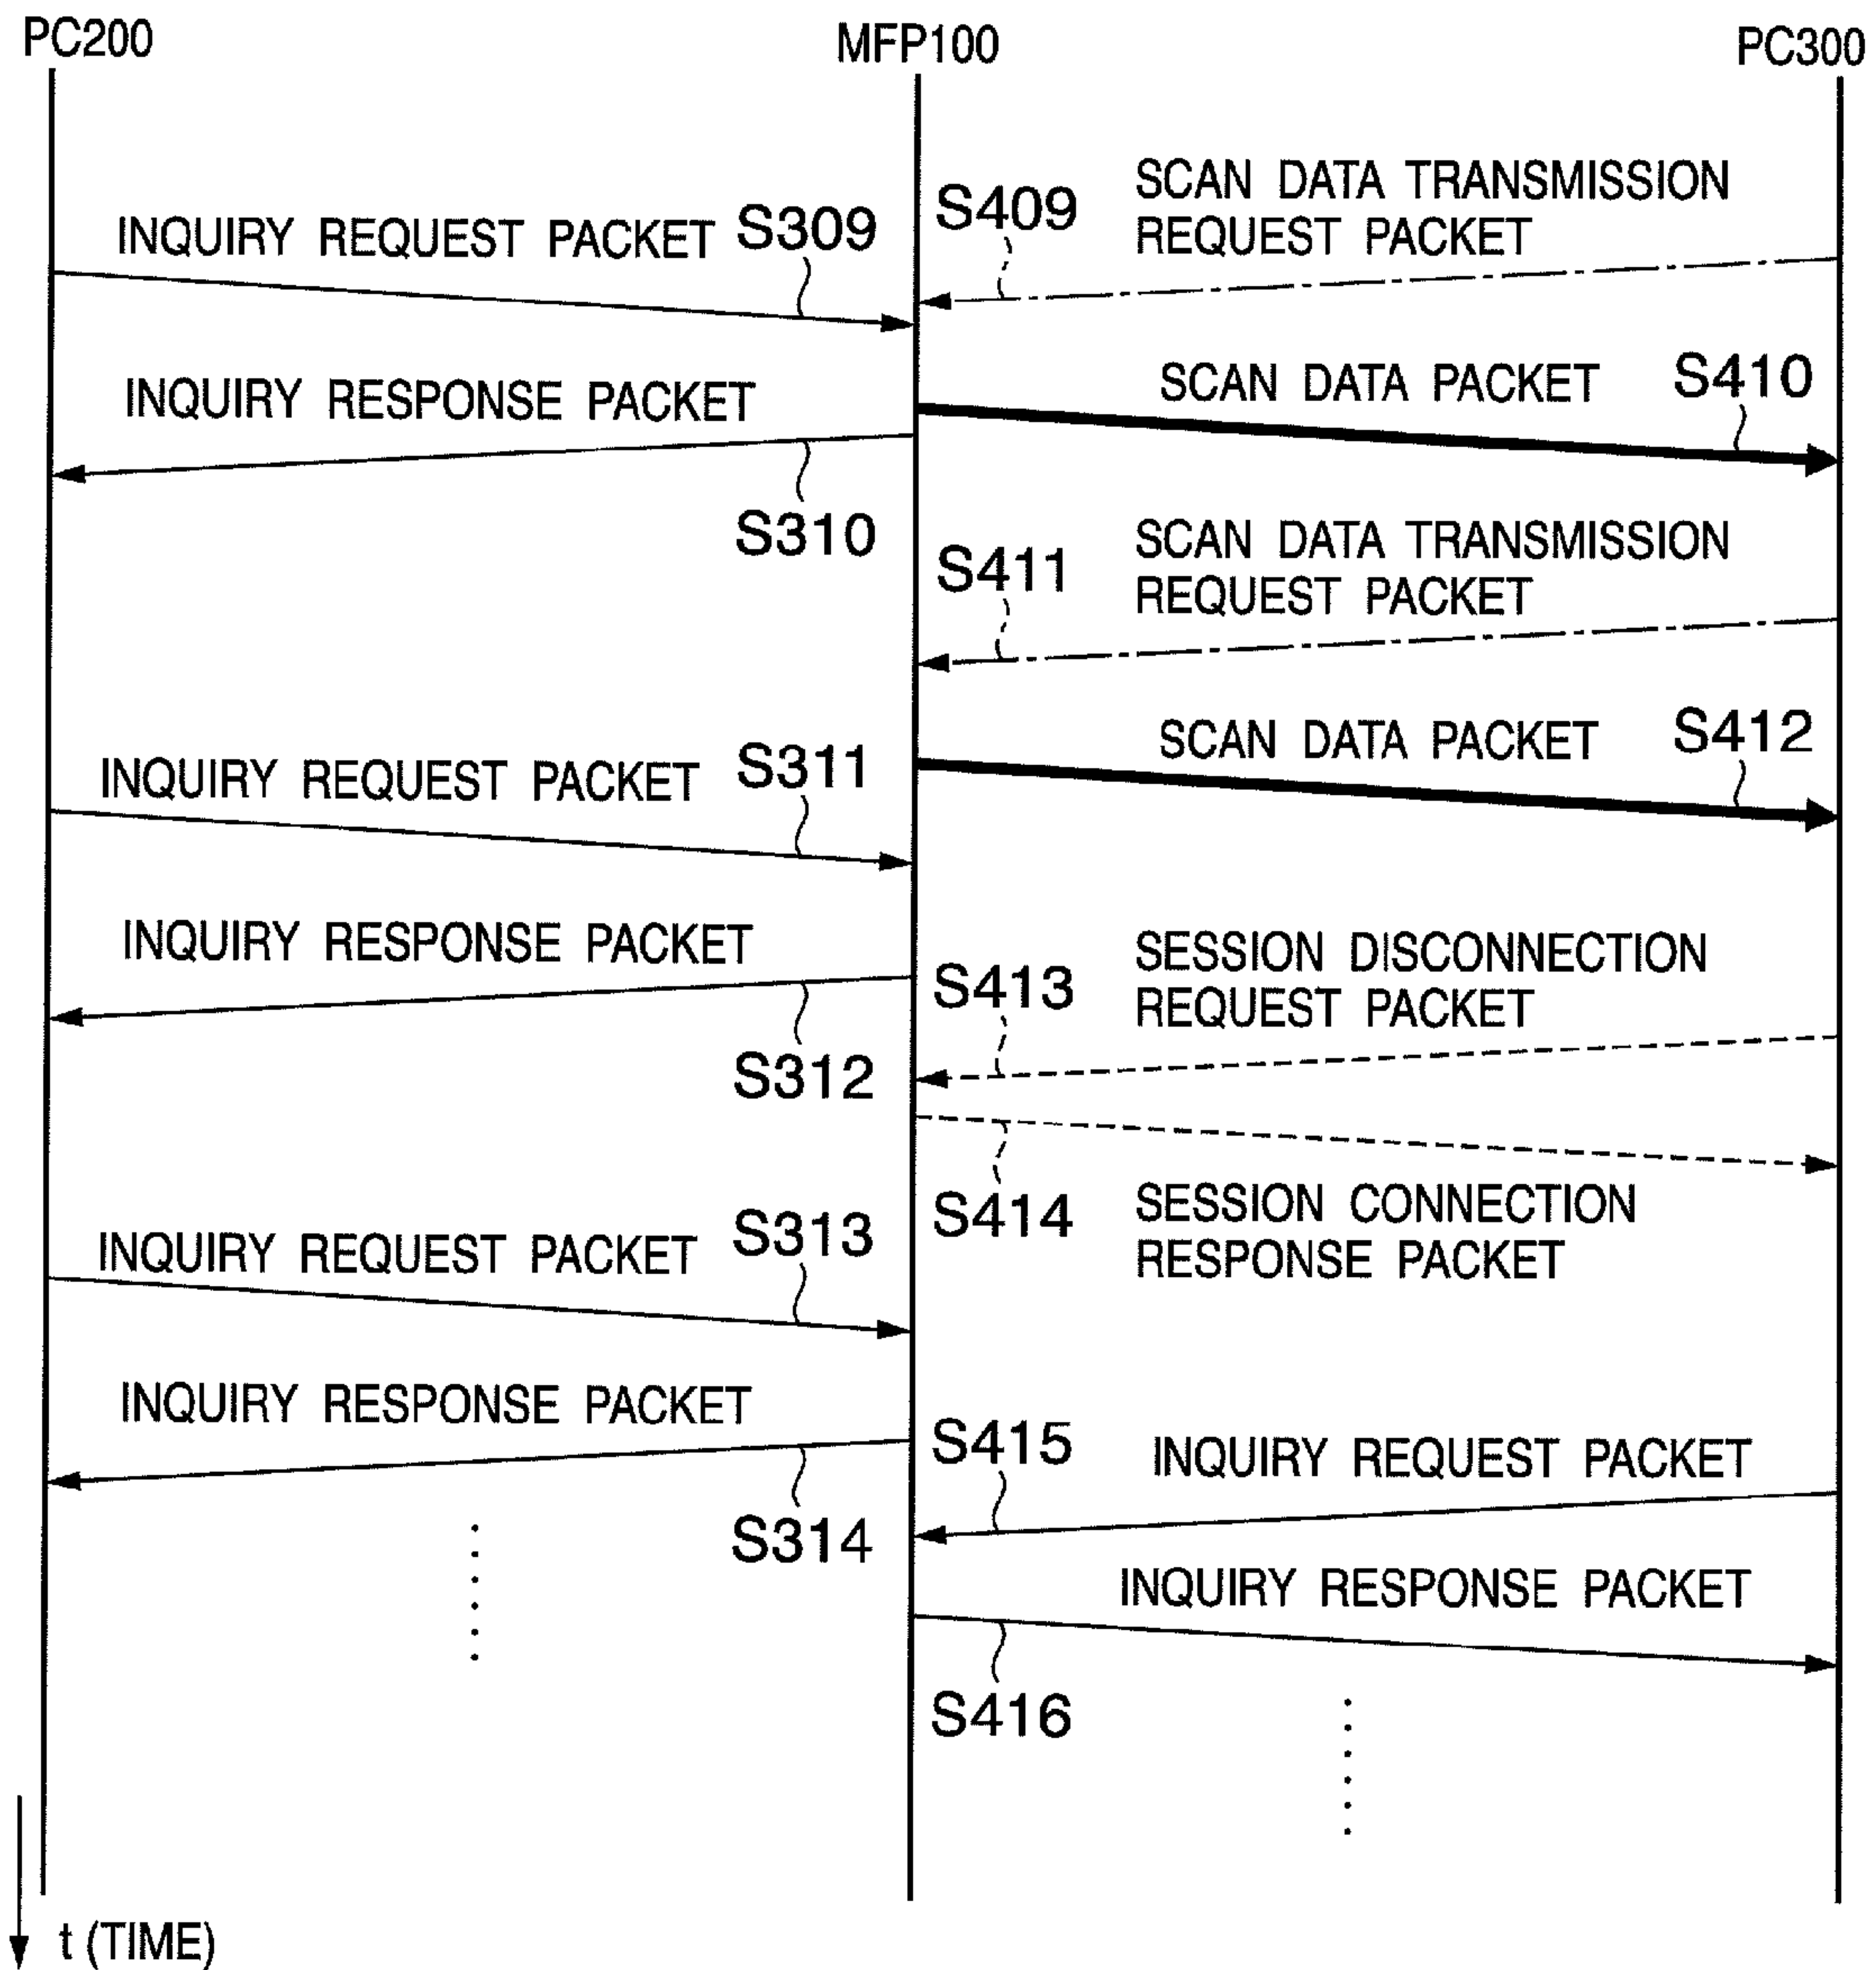 PC200
MFP100
PC300
SCAN DATA TRANSMISSION
REQUEST PACKET
S409
INQUIRY REQUEST PACKET
S309
SCAN DATA PACKET
S410
INQUIRY RESPONSE PACKET
S310
SCAN DATA TRANSMISSION
REQUEST PACKET
S411
SCAN DATA PACKET
S412
INQUIRY REQUEST PACKET
S311
INQUIRY RESPONSE PACKET
S312
SESSION DISCONNECTION
REQUEST PACKET
S413
S414
SESSION CONNECTION
RESPONSE PACKET
INQUIRY REQUEST PACKET
S313
INQUIRY RESPONSE PACKET
S314
S415
INQUIRY REQUEST PACKET
INQUIRY RESPONSE PACKET
S416
t (TIME)